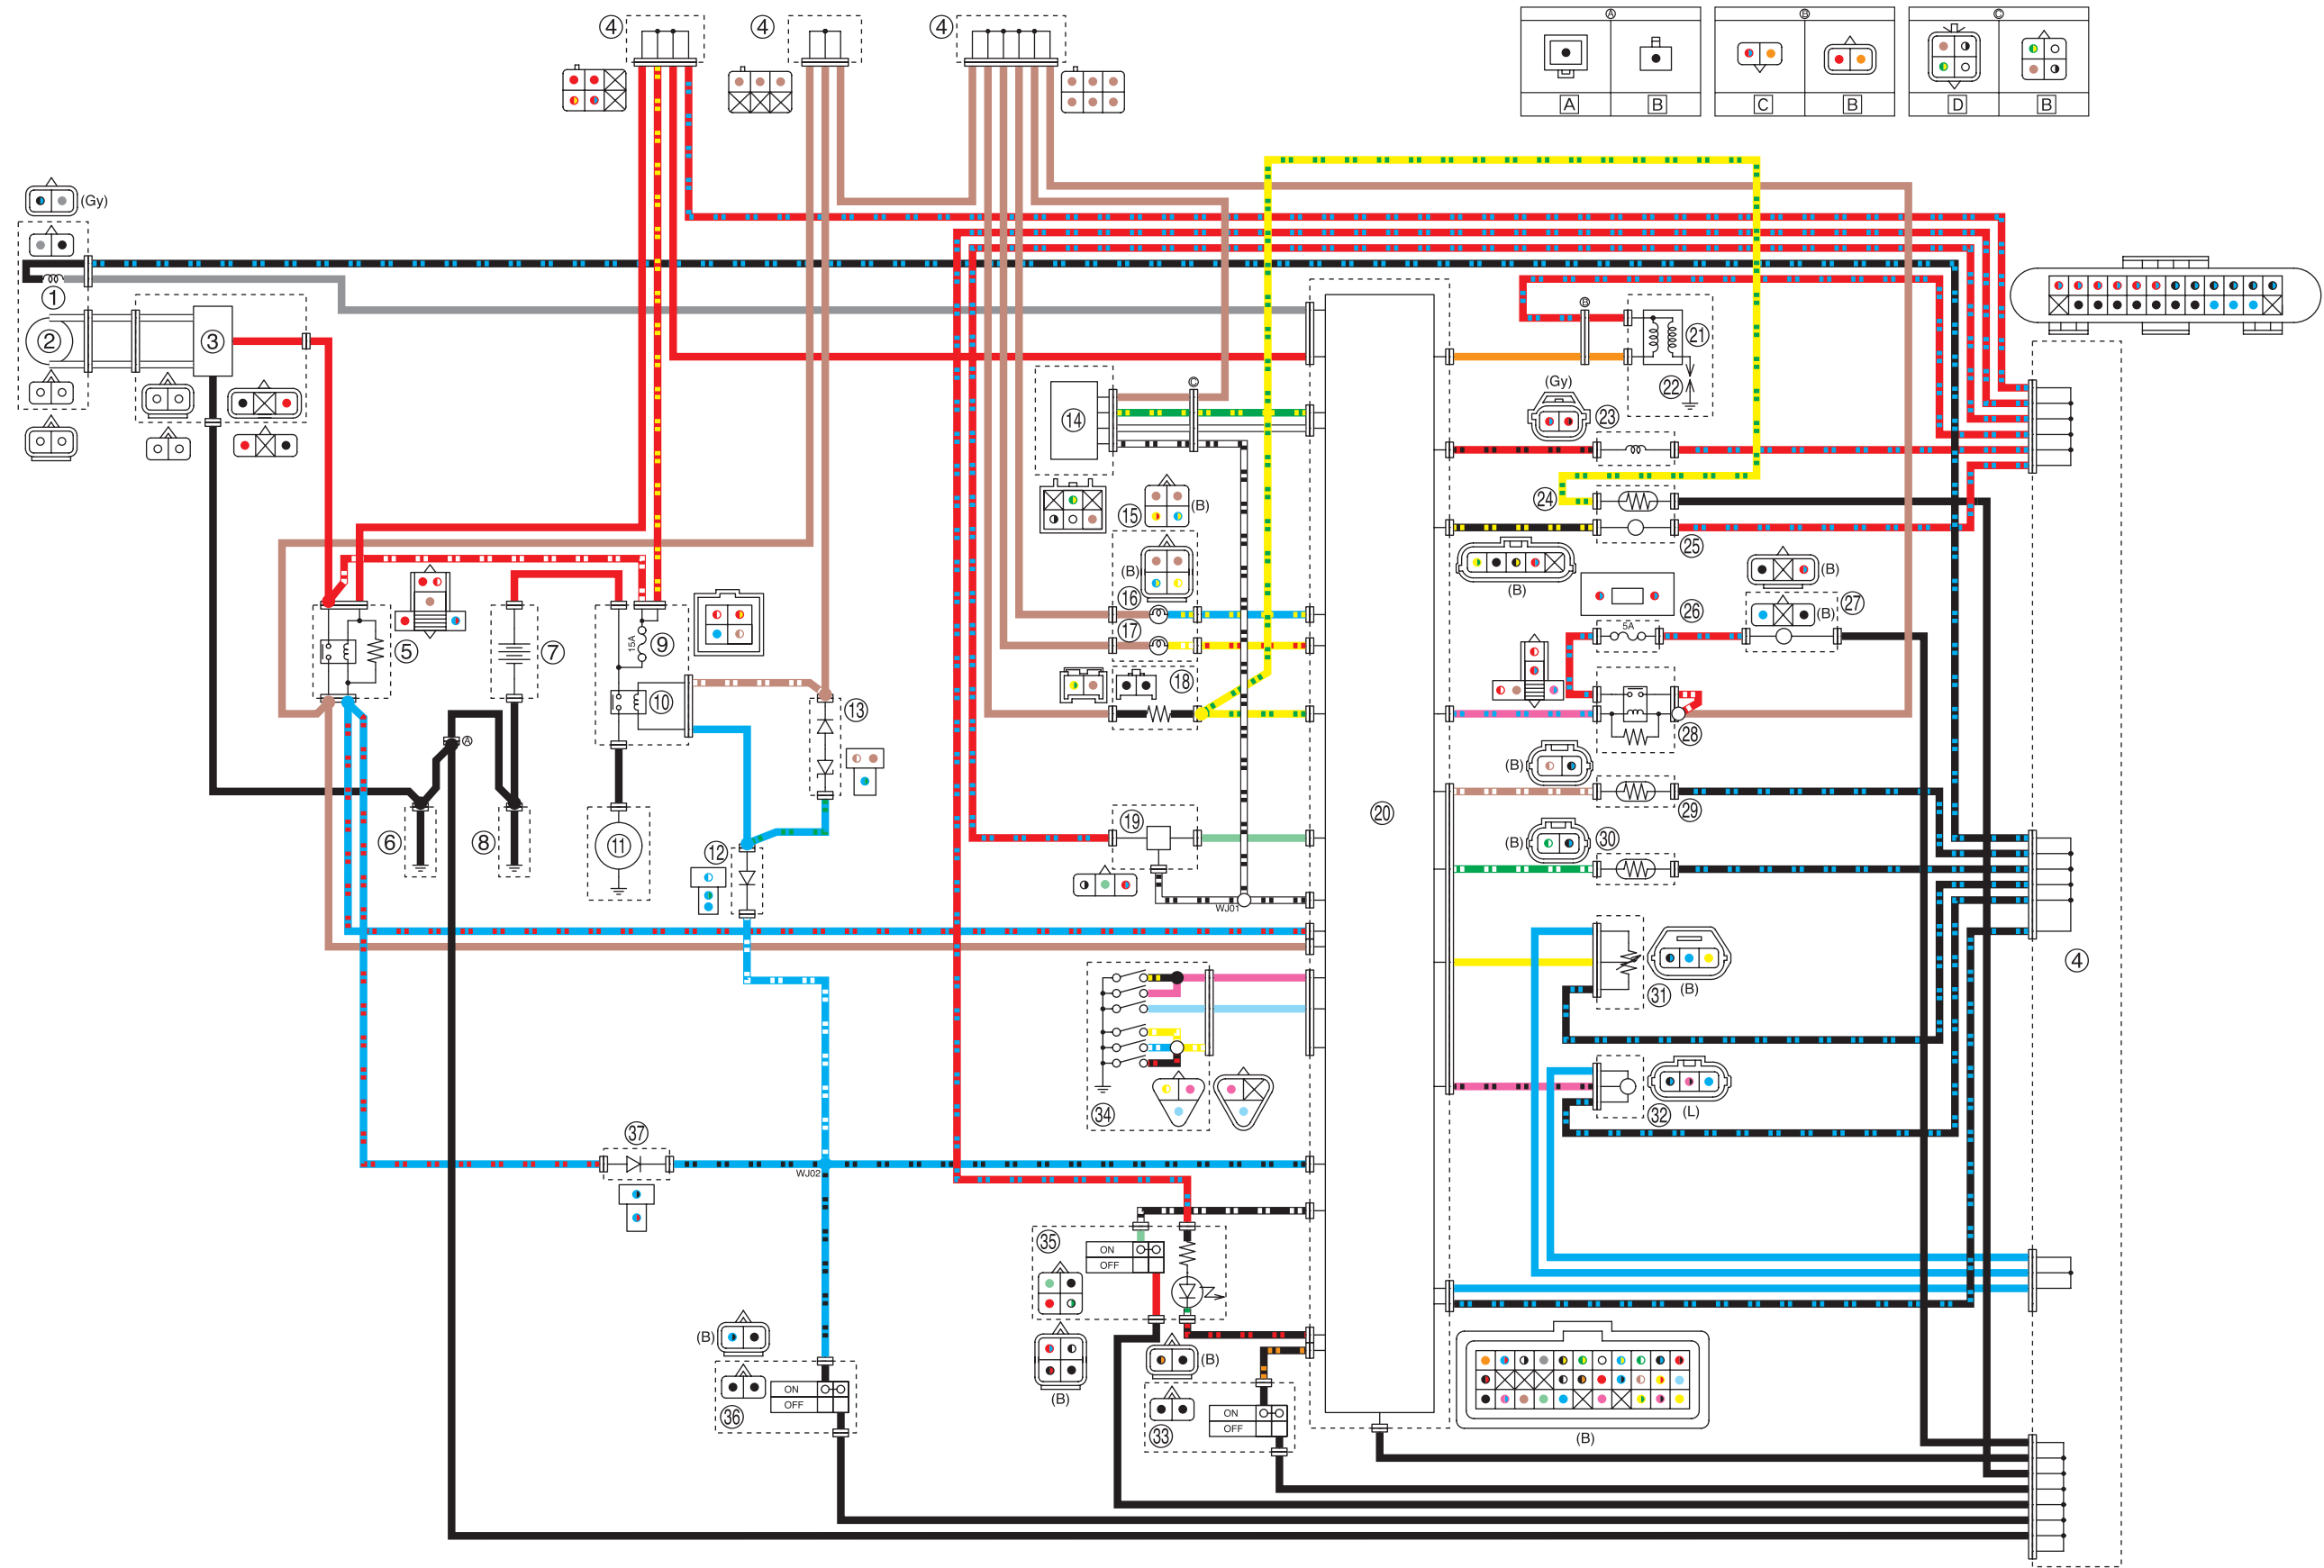 ④ ④ ④
Ⓐ Ⓑ Ⓒ
A B C B D B
(Gy)
①
② ③
Ⓑ
㉑
㉒
Ⓒ
(Gy)
㉓
⑭
⑮ (B)
㉔
㉕
(B)
(B)
⑯
⑰
⑱
㉖
5A
(B)
(B) ㉗
⑤ ⑦
15A ⑨
⑩
⑬
Ⓐ
㉘
(B)
㉙
⑥ ⑧ ⑪ ⑫
⑲
⑳
(B) ㉚
WJ01
㉛ (B)
④
㉜ (L)
㉞
㊲
WJ02
㉟
ON
OFF
(B)
(B)
(B)
ON
OFF
㊱
ON
OFF
㉝
(B)